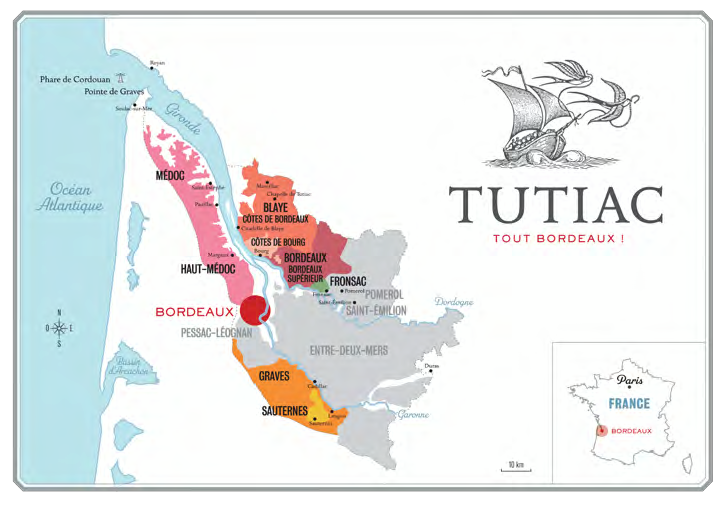 Royan
Phare de Cordouan
Pointe de Graves
Soulac-sur-Mer
Gironde
Océan
Atlantique
MÉDOC
Saint-Estèphe
Pauillac
Margaux
HAUT-MÉDOC
Marcillac
Chapelle de Tutiac
BLAYE
CÔTES DE BORDEAUX
Citadelle de Blaye
CÔTES DE BOURG
Bourg
BORDEAUX
BORDEAUX
SUPÉRIEUR
FRONSAC
Fronsac
Pomerol
POMEROL
Saint-Émilion
SAINT-ÉMILION
Dordogne
BORDEAUX
PESSAC-LÉOGNAN
ENTRE-DEUX-MERS
N
O
E
S
Bassin
d'Arcachon
GRAVES
Cadillac
Duras
SAUTERNES
Langon
Sauternes
Garonne
10 km
TUTIAC
TOUT BORDEAUX !
Paris
FRANCE
BORDEAUX